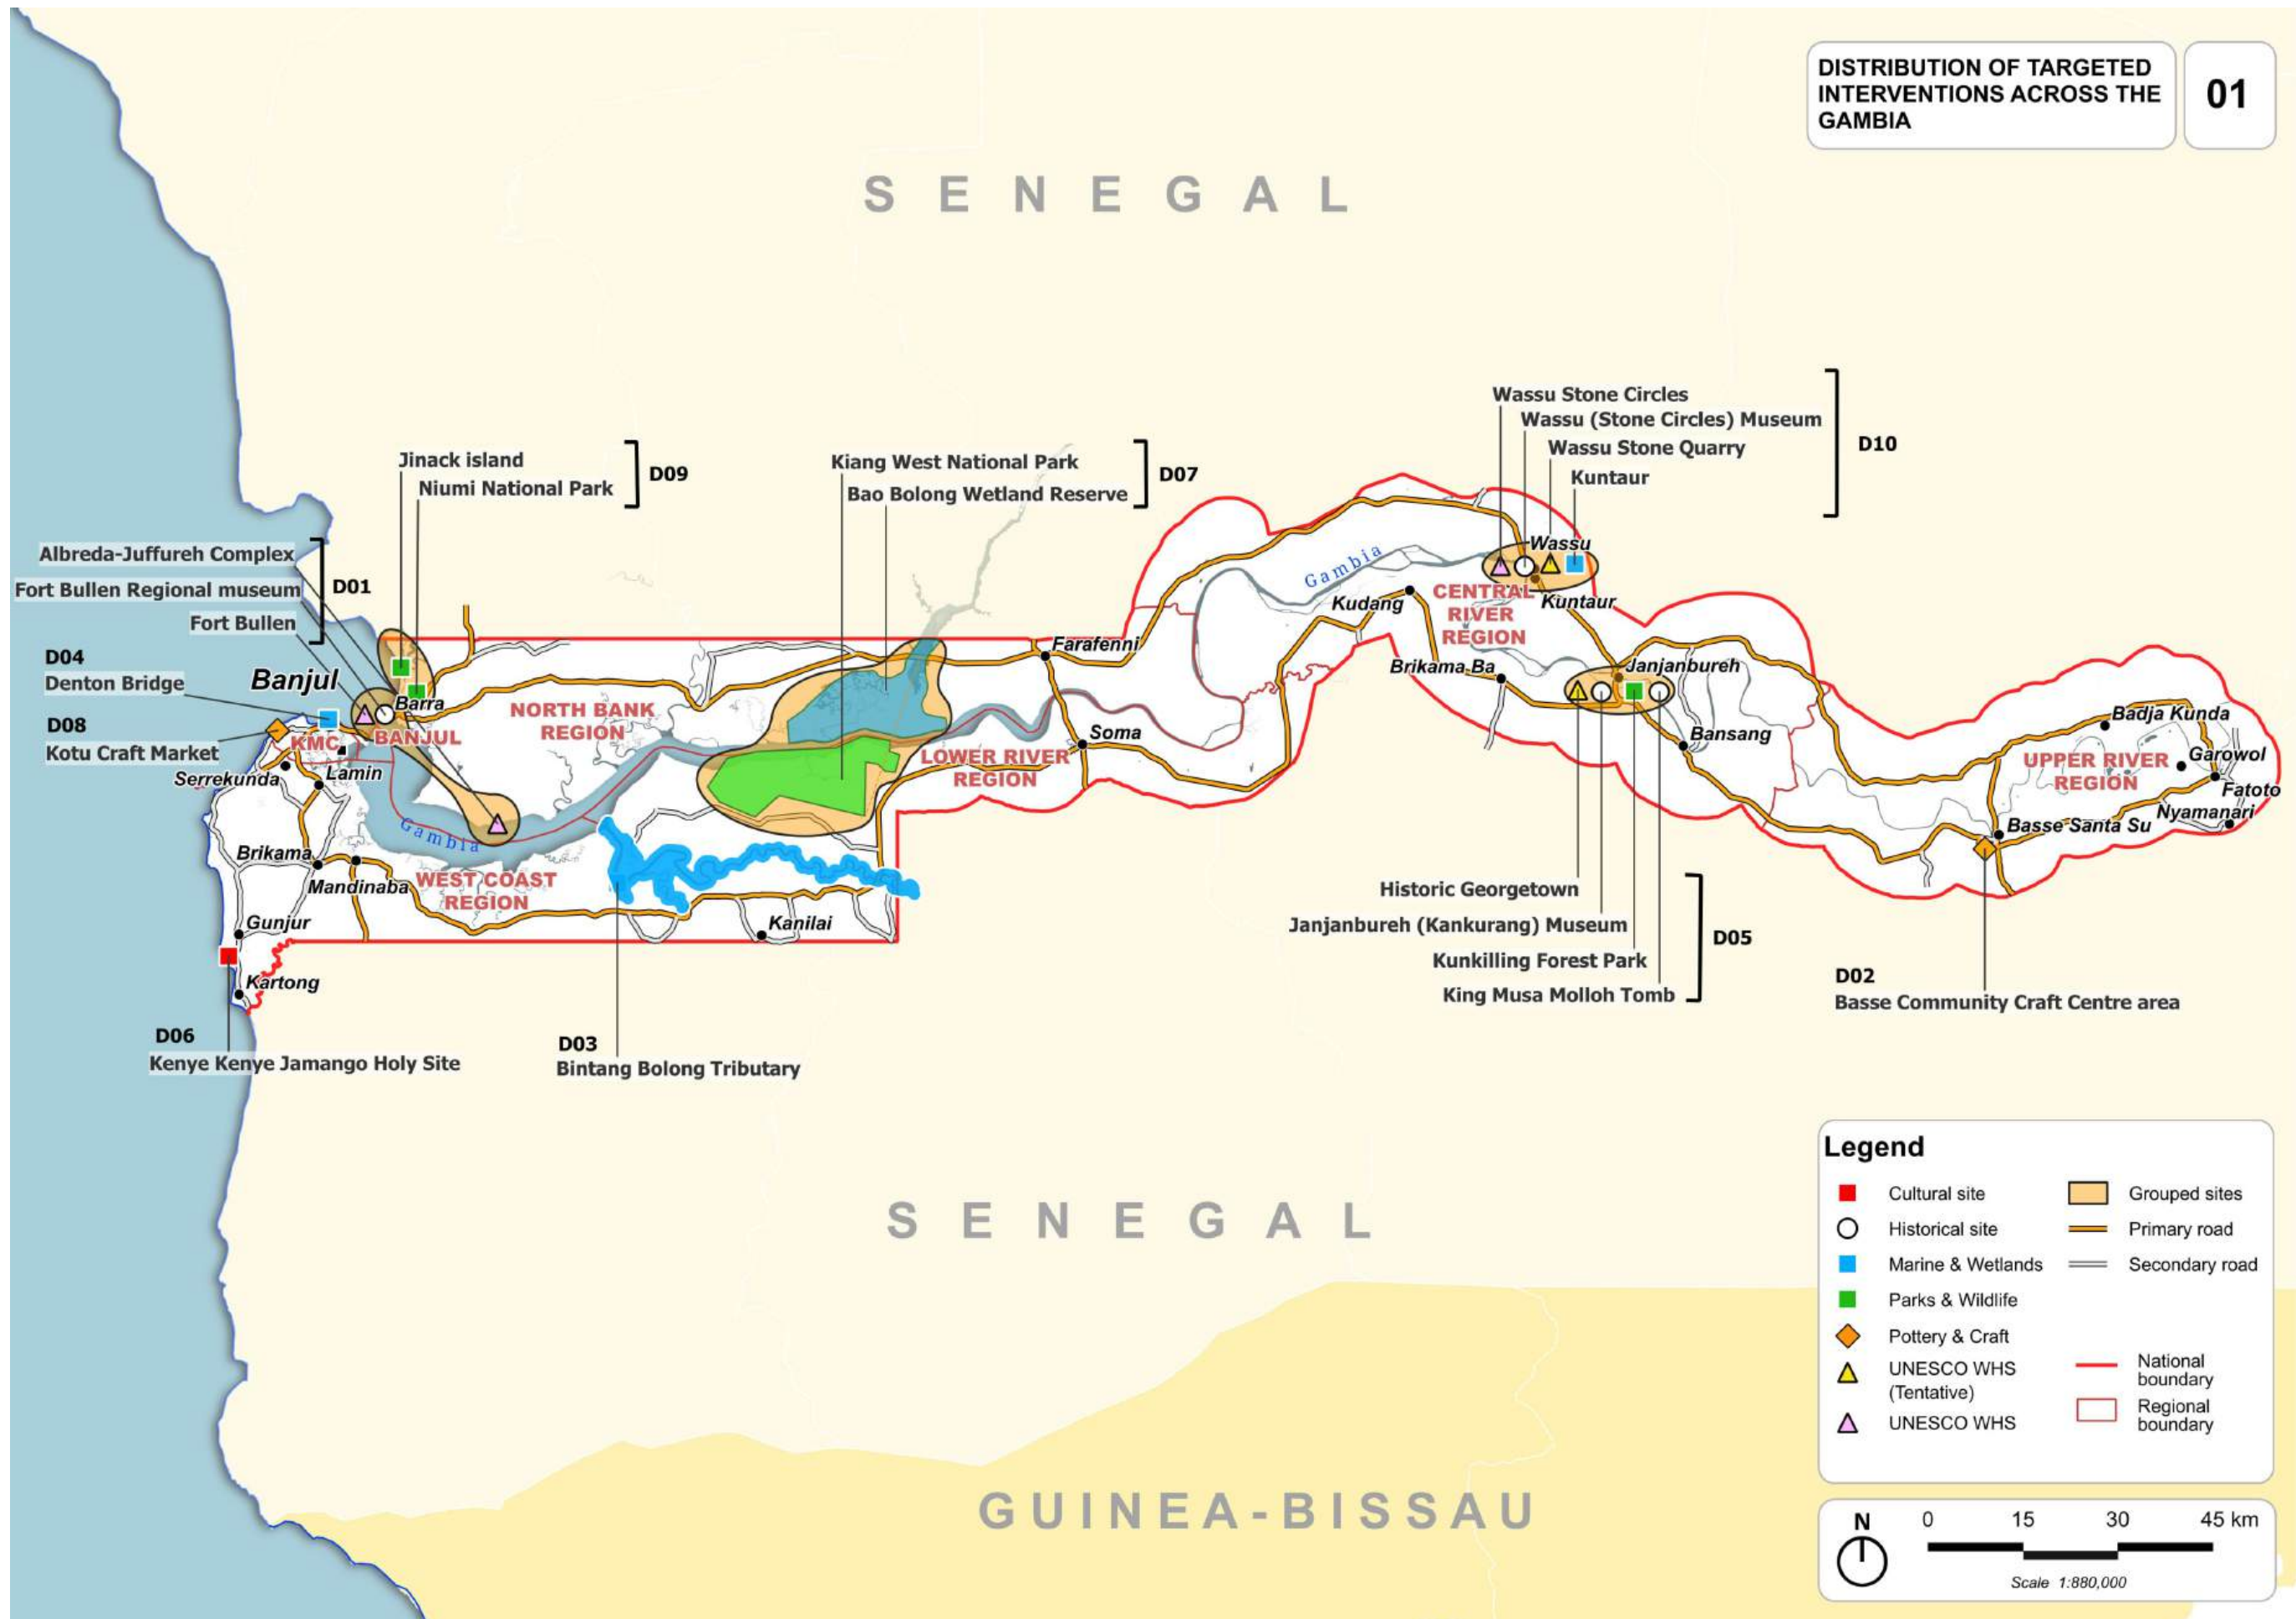 DISTRIBUTION OF TARGETED
INTERVENTIONS ACROSS THE
GAMBIA
01
SENEGAL
Wassu Stone Circles
Wassu (Stone Circles) Museum
Wassu Stone Quarry
Kuntaur
D10
Jinack island
Niumi National Park
D09
Kiang West National Park
Bao Bolong Wetland Reserve
D07
Albreda-Juffureh Complex
Fort Bullen Regional museum
Fort Bullen
D01
D04
Denton Bridge
D08
Kotu Craft Market
Banjul
Barra
KMC
BANJUL
Serrekunda
Lamin
NORTH BANK
REGION
Farafenni
Soma
LOWER RIVER
REGION
Gambia
Wassu
Kuntaur
Kudang
CENTRAL
RIVER
REGION
Brikama Ba
Janjanbureh
Bansang
Badja Kunda
UPPER RIVER
REGION
Garowol
Fatoto
Nyamanari
Basse Santa Su
Gambia
Brikama
Mandinaba
WEST COAST
REGION
Gunjur
Kanilai
Kartong
Historic Georgetown
Janjanbureh (Kankurang) Museum
Kunkilling Forest Park
King Musa Molloh Tomb
D05
D02
Basse Community Craft Centre area
D06
Kenye Kenye Jamango Holy Site
D03
Bintang Bolong Tributary
SENEGAL
GUINEA-BISSAU
Legend
Cultural site
Historical site
Marine & Wetlands
Parks & Wildlife
Pottery & Craft
UNESCO WHS
(Tentative)
UNESCO WHS
Grouped sites
Primary road
Secondary road
National
boundary
Regional
boundary
N
0 15 30 45 km
Scale 1:880,000